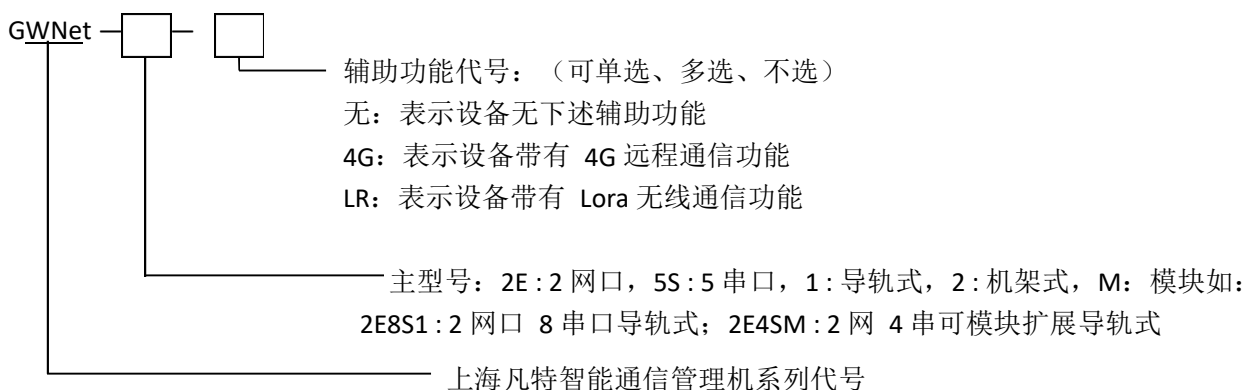 GWNet
辅助功能代号：（可单选、多选、不选）
无：表示设备无下述辅助功能
4G：表示设备带有 4G 远程通信功能
LR：表示设备带有 Lora 无线通信功能
主型号：2E : 2 网口，5S : 5 串口，1 : 导轨式，2 : 机架式，M：模块如：
2E8S1 : 2 网口 8 串口导轨式；2E4SM : 2 网 4 串可模块扩展导轨式
上海凡特智能通信管理机系列代号